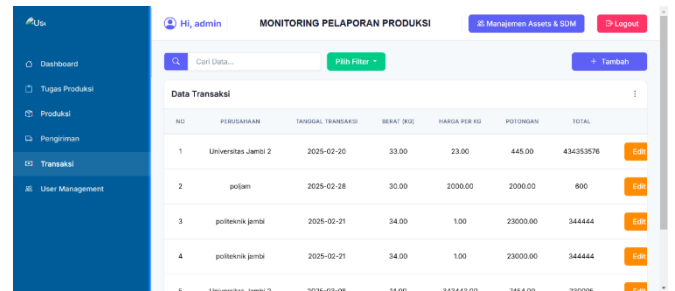 Hi, admin MONITORING PELAPORAN PRODUKSI Manajemen Assets & SDM Logout
Dashboard
Tugas Produksi
Produksi
Pengiriman
Transaksi
User Management
Cari Data... Pilih Filter + Tambah
Data Transaksi
NO PERUSAHAAN TANGGAL TRANSAKSI BERAT (KG) HARGA PER KG POTONGAN TOTAL
1 Universitas Jambi 2 2025-02-20 33.00 23.00 445.00 434353576 Edit
2 poljam 2025-02-28 30.00 2000.00 2000.00 600 Edit
3 politeknik jambi 2025-02-21 34.00 1.00 23000.00 344444 Edit
4 politeknik jambi 2025-02-21 34.00 1.00 23000.00 344444 Edit